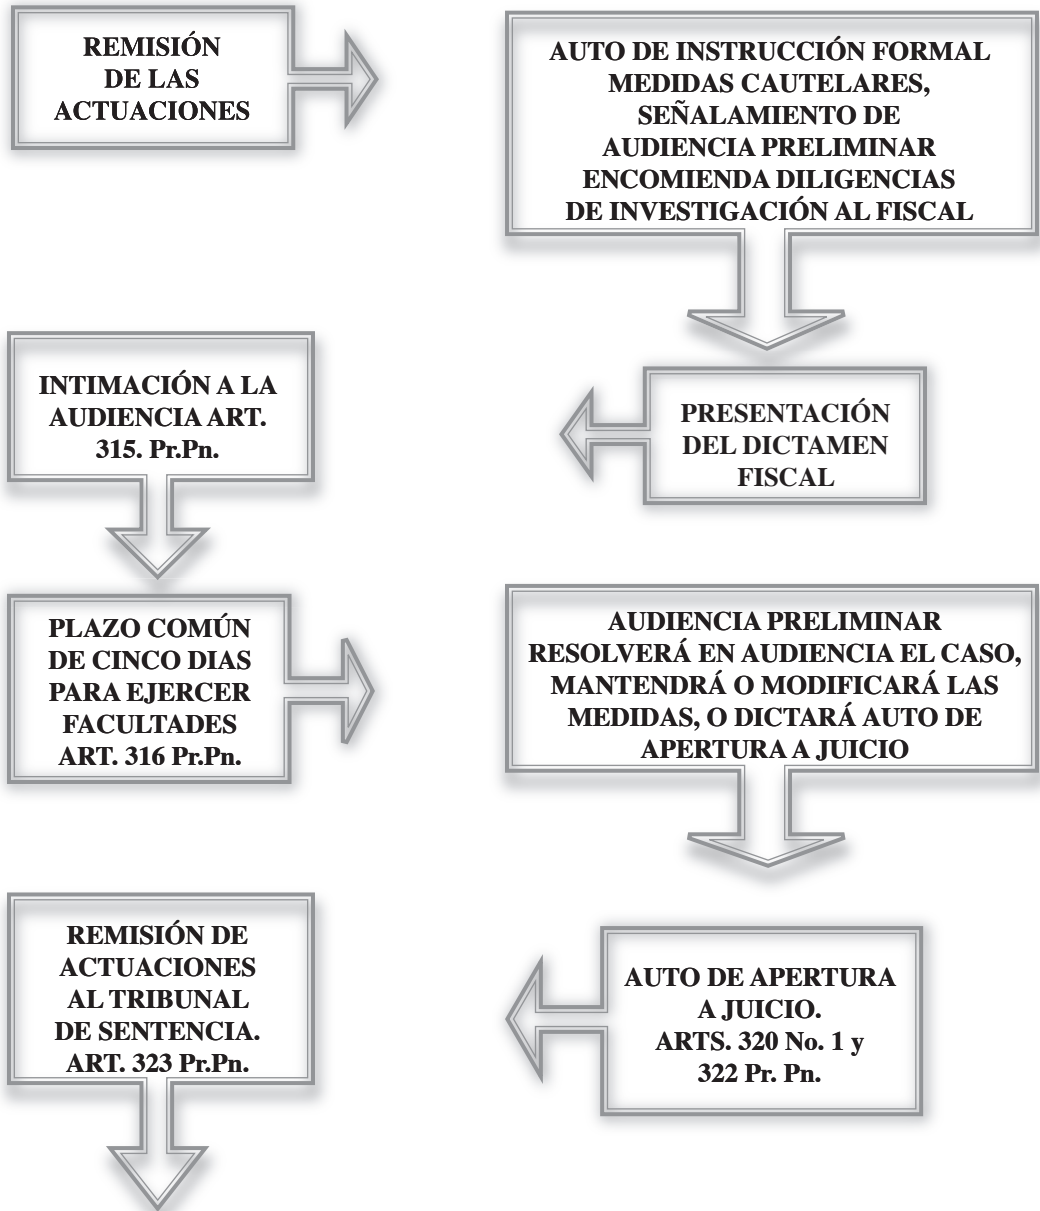 REMISIÓN
DE LAS
ACTUACIONES
AUTO DE INSTRUCCIÓN FORMAL
MEDIDAS CAUTELARES,
SEÑALAMIENTO DE
AUDIENCIA PRELIMINAR
ENCOMIENDA DILIGENCIAS
DE INVESTIGACIÓN AL FISCAL
PRESENTACIÓN
DEL DICTAMEN
FISCAL
INTIMACIÓN A LA
AUDIENCIA ART.
315. Pr.Pn.
PLAZO COMÚN
DE CINCO DIAS
PARA EJERCER
FACULTADES
ART. 316 Pr.Pn.
AUDIENCIA PRELIMINAR
RESOLVERÁ EN AUDIENCIA EL CASO,
MANTENDRÁ O MODIFICARÁ LAS
MEDIDAS, O DICTARÁ AUTO DE
APERTURA A JUICIO
AUTO DE APERTURA
A JUICIO.
ARTS. 320 No. 1 y
322 Pr. Pn.
REMISIÓN DE
ACTUACIONES
AL TRIBUNAL
DE SENTENCIA.
ART. 323 Pr.Pn.